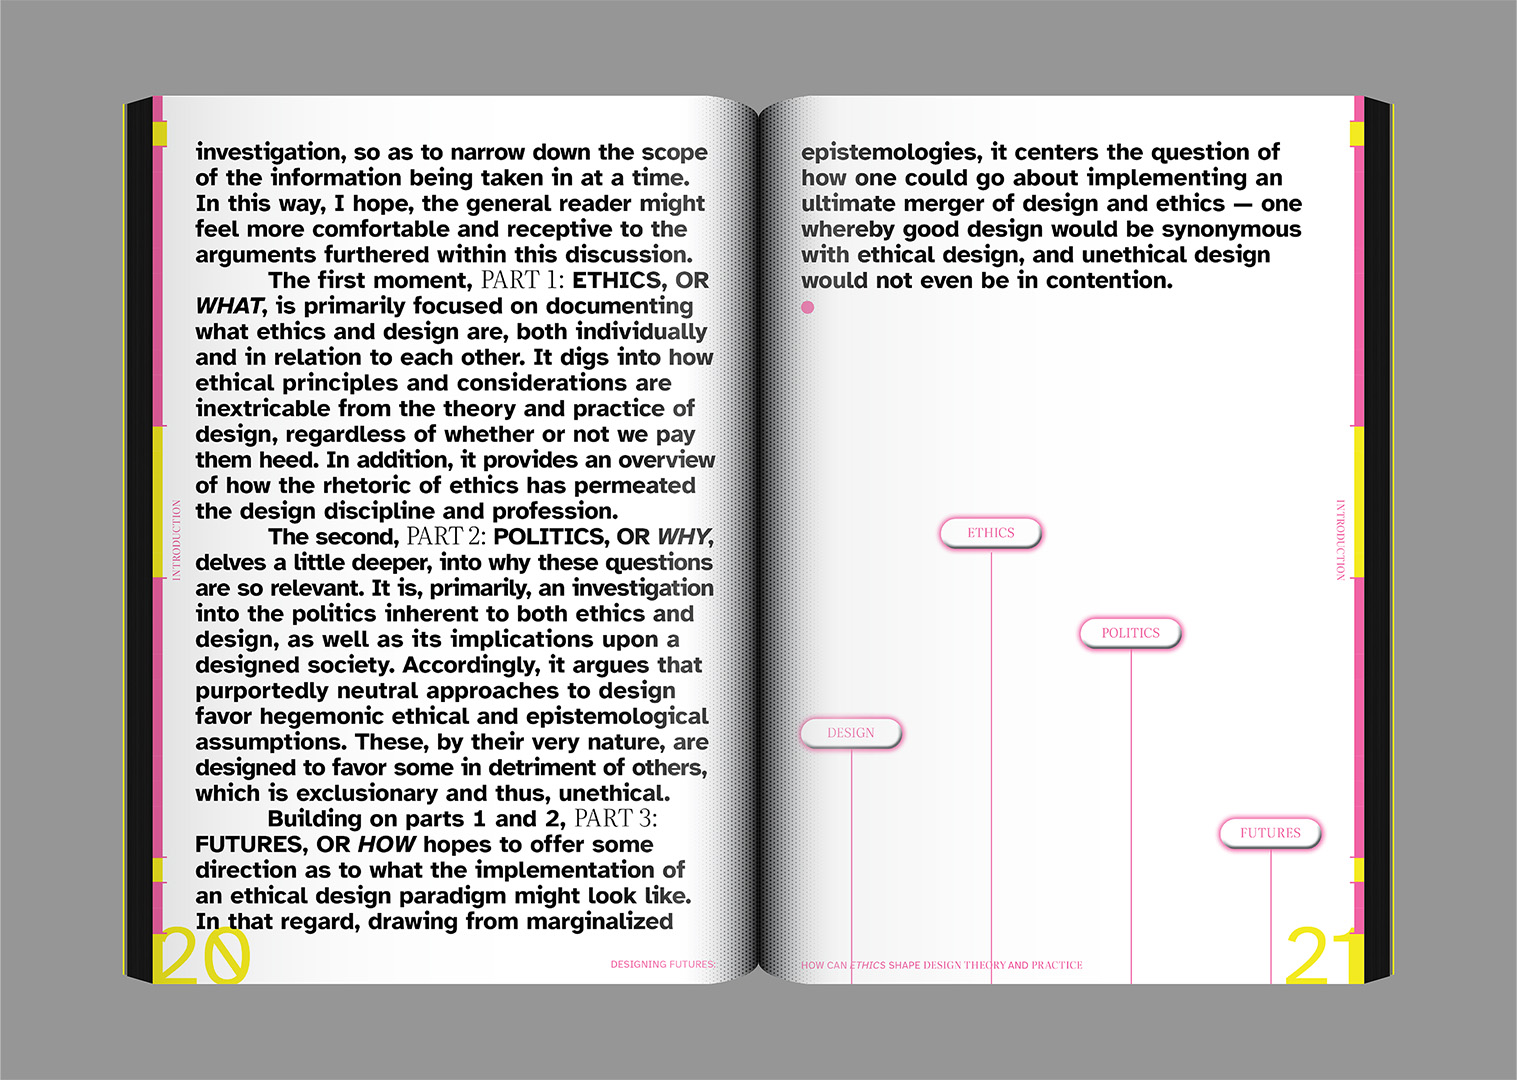 investigation, so as to narrow down the scope
of the information being taken in at a time.
In this way, I hope, the general reader might
feel more comfortable and receptive to the
arguments furthered within this discussion.
The first moment, PART 1: ETHICS, OR
WHAT, is primarily focused on documenting
what ethics and design are, both individually
and in relation to each other. It digs into how
ethical principles and considerations are
inextricable from the theory and practice of
design, regardless of whether or not we pay
them heed. In addition, it provides an overview
of how the rhetoric of ethics has permeated
the design discipline and profession.
The second, PART 2: POLITICS, OR WHY,
delves a little deeper, into why these questions
are so relevant. It is, primarily, an investigation
into the politics inherent to both ethics and
design, as well as its implications upon a
designed society. Accordingly, it argues that
purportedly neutral approaches to design
favor hegemonic ethical and epistemological
assumptions. These, by their very nature, are
designed to favor some in detriment of others,
which is exclusionary and thus, unethical.
Building on parts 1 and 2, PART 3:
FUTURES, OR HOW hopes to offer some
direction as to what the implementation of
an ethical design paradigm might look like.
In that regard, drawing from marginalized
INTRODUCTION
20
DESIGNING FUTURES:
epistemologies, it centers the question of
how one could go about implementing an
ultimate merger of design and ethics — one
whereby good design would be synonymous
with ethical design, and unethical design
would not even be in contention.
INTRODUCTION
ETHICS
POLITICS
DESIGN
FUTURES
HOW CAN ETHICS SHAPE DESIGN THEORY AND PRACTICE
21